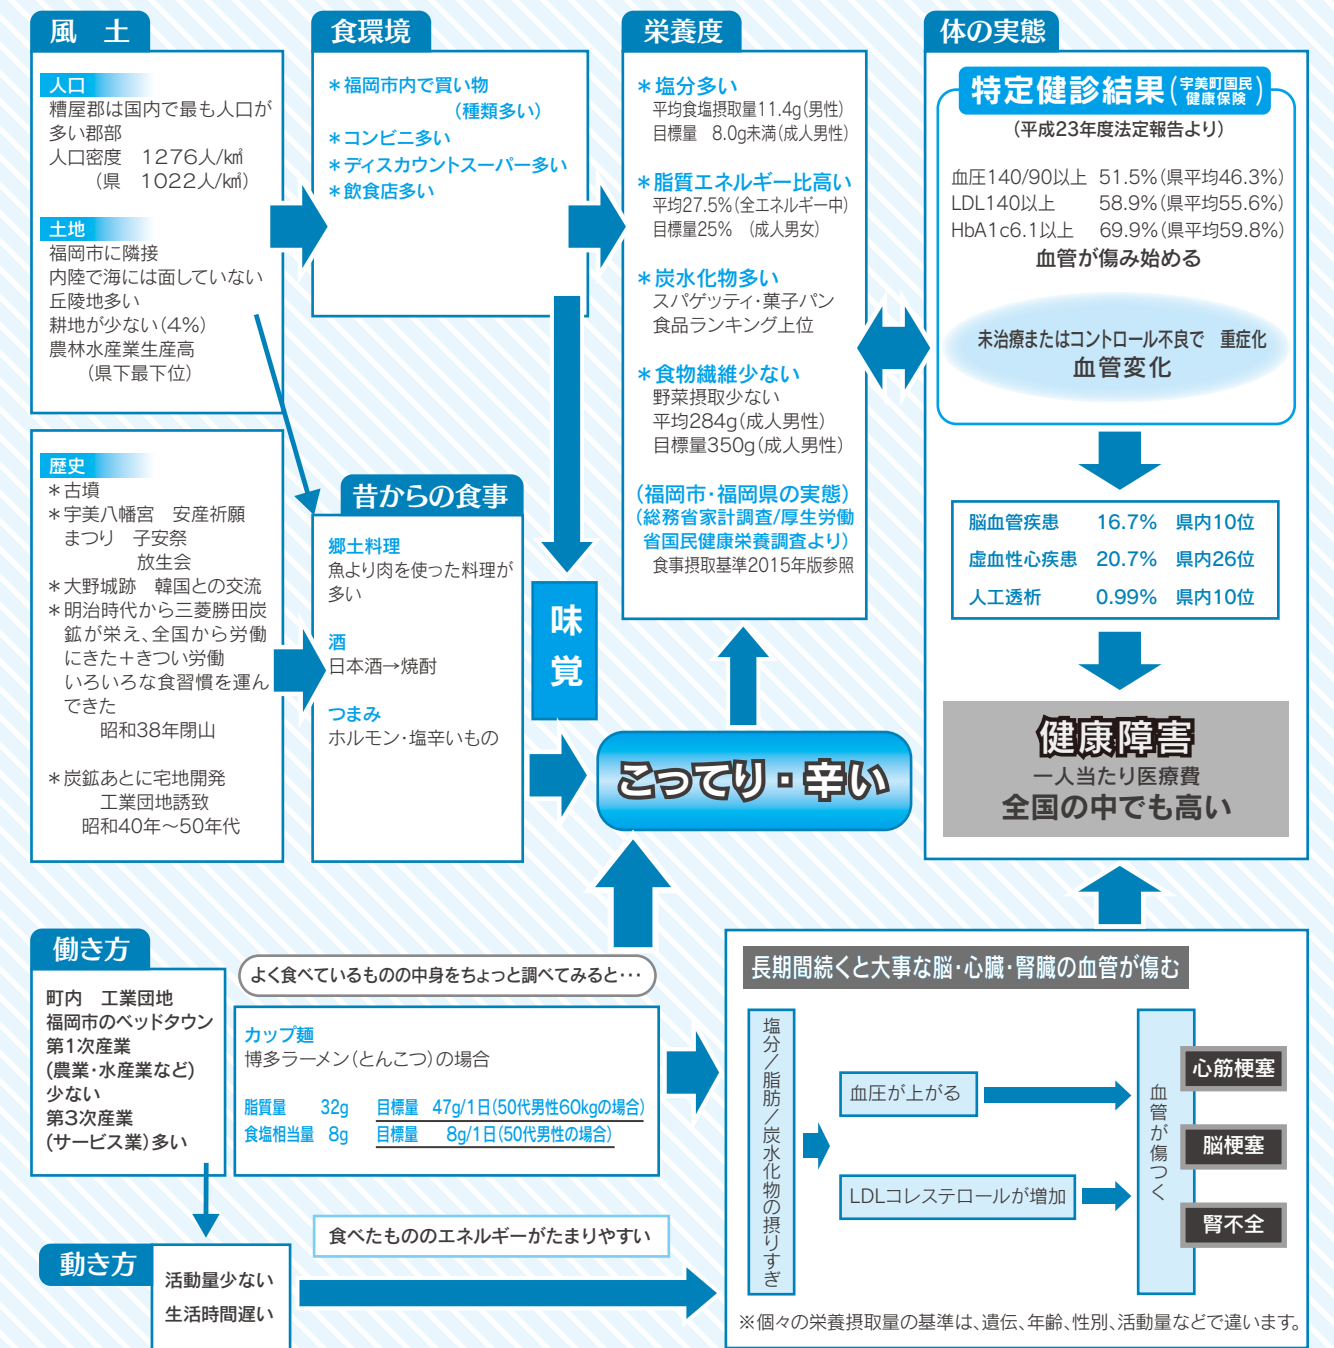 風　土
人口
糟屋郡は国内で最も人口が
多い郡部
人口密度　1276人/k㎡
（県　1022人/k㎡）
土地
福岡市に隣接
内陸で海には面していない
丘陵地多い
耕地が少ない（4%）
農林水産業生産高
（県下最下位）
歴史
＊古墳
＊宇美八幡宮　安産祈願
まつり　子安祭
放生会
＊大野城跡　韓国との交流
＊明治時代から三菱勝田炭
鉱が栄え、全国から労働
にきた＋きつい労働
いろいろな食習慣を運ん
できた
昭和38年閉山
＊炭鉱あとに宅地開発
工業団地誘致
昭和40年～50年代
食環境
＊福岡市内で買い物
（種類多い）
＊コンビニ多い
＊ディスカウントスーパー多い
＊飲食店多い
昔からの食事
郷土料理
魚より肉を使った料理が
多い
酒
日本酒→焼酎
つまみ
ホルモン・塩辛いもの
味覚
こってり・辛い
栄養度
＊塩分多い
平均食塩摂取量11.4g（男性）
目標量　8.0g未満（成人男性）
＊脂質エネルギー比高い
平均27.5%（全エネルギー中）
目標量25%　（成人男女）
＊炭水化物多い
スパゲッティ・菓子パン
食品ランキング上位
＊食物繊維少ない
野菜摂取少ない
平均284g（成人男性）
目標量350g（成人男性）
（福岡市・福岡県の実態）
（総務省家計調査/厚生労働
省国民健康栄養調査より）
食事摂取基準2015年版参照
体の実態
特定健診結果（宇美町国民健康保険）
（平成23年度法定報告より）
血圧140/90以上　51.5%（県平均46.3%）
LDL140以上　58.9%（県平均55.6%）
HbA1c6.1以上　69.9%（県平均59.8%）
血管が傷み始める
未治療またはコントロール不良で　重症化
血管変化
脳血管疾患　16.7%　県内10位
虚血性心疾患　20.7%　県内26位
人工透析　0.99%　県内10位
健康障害
一人当たり医療費
全国の中でも高い
働き方
町内　工業団地
福岡市のベッドタウン
第1次産業
(農業・水産業など)
少ない
第3次産業
(サービス業)多い
よく食べているものの中身をちょっと調べてみると･･･
カップ麺
博多ラーメン（とんこつ）の場合
脂質量　32g　目標量　47g/1日(50代男性60kgの場合)
食塩相当量　8g　目標量　8g/1日(50代男性の場合)
食べたもののエネルギーがたまりやすい
動き方
活動量少ない
生活時間遅い
長期間続くと大事な脳・心臓・腎臓の血管が傷む
塩分／脂肪／炭水化物の摂りすぎ
血圧が上がる
LDLコレステロールが増加
血管が傷つく
心筋梗塞
脳梗塞
腎不全
※個々の栄養摂取量の基準は、遺伝、年齢、性別、活動量などで違います。